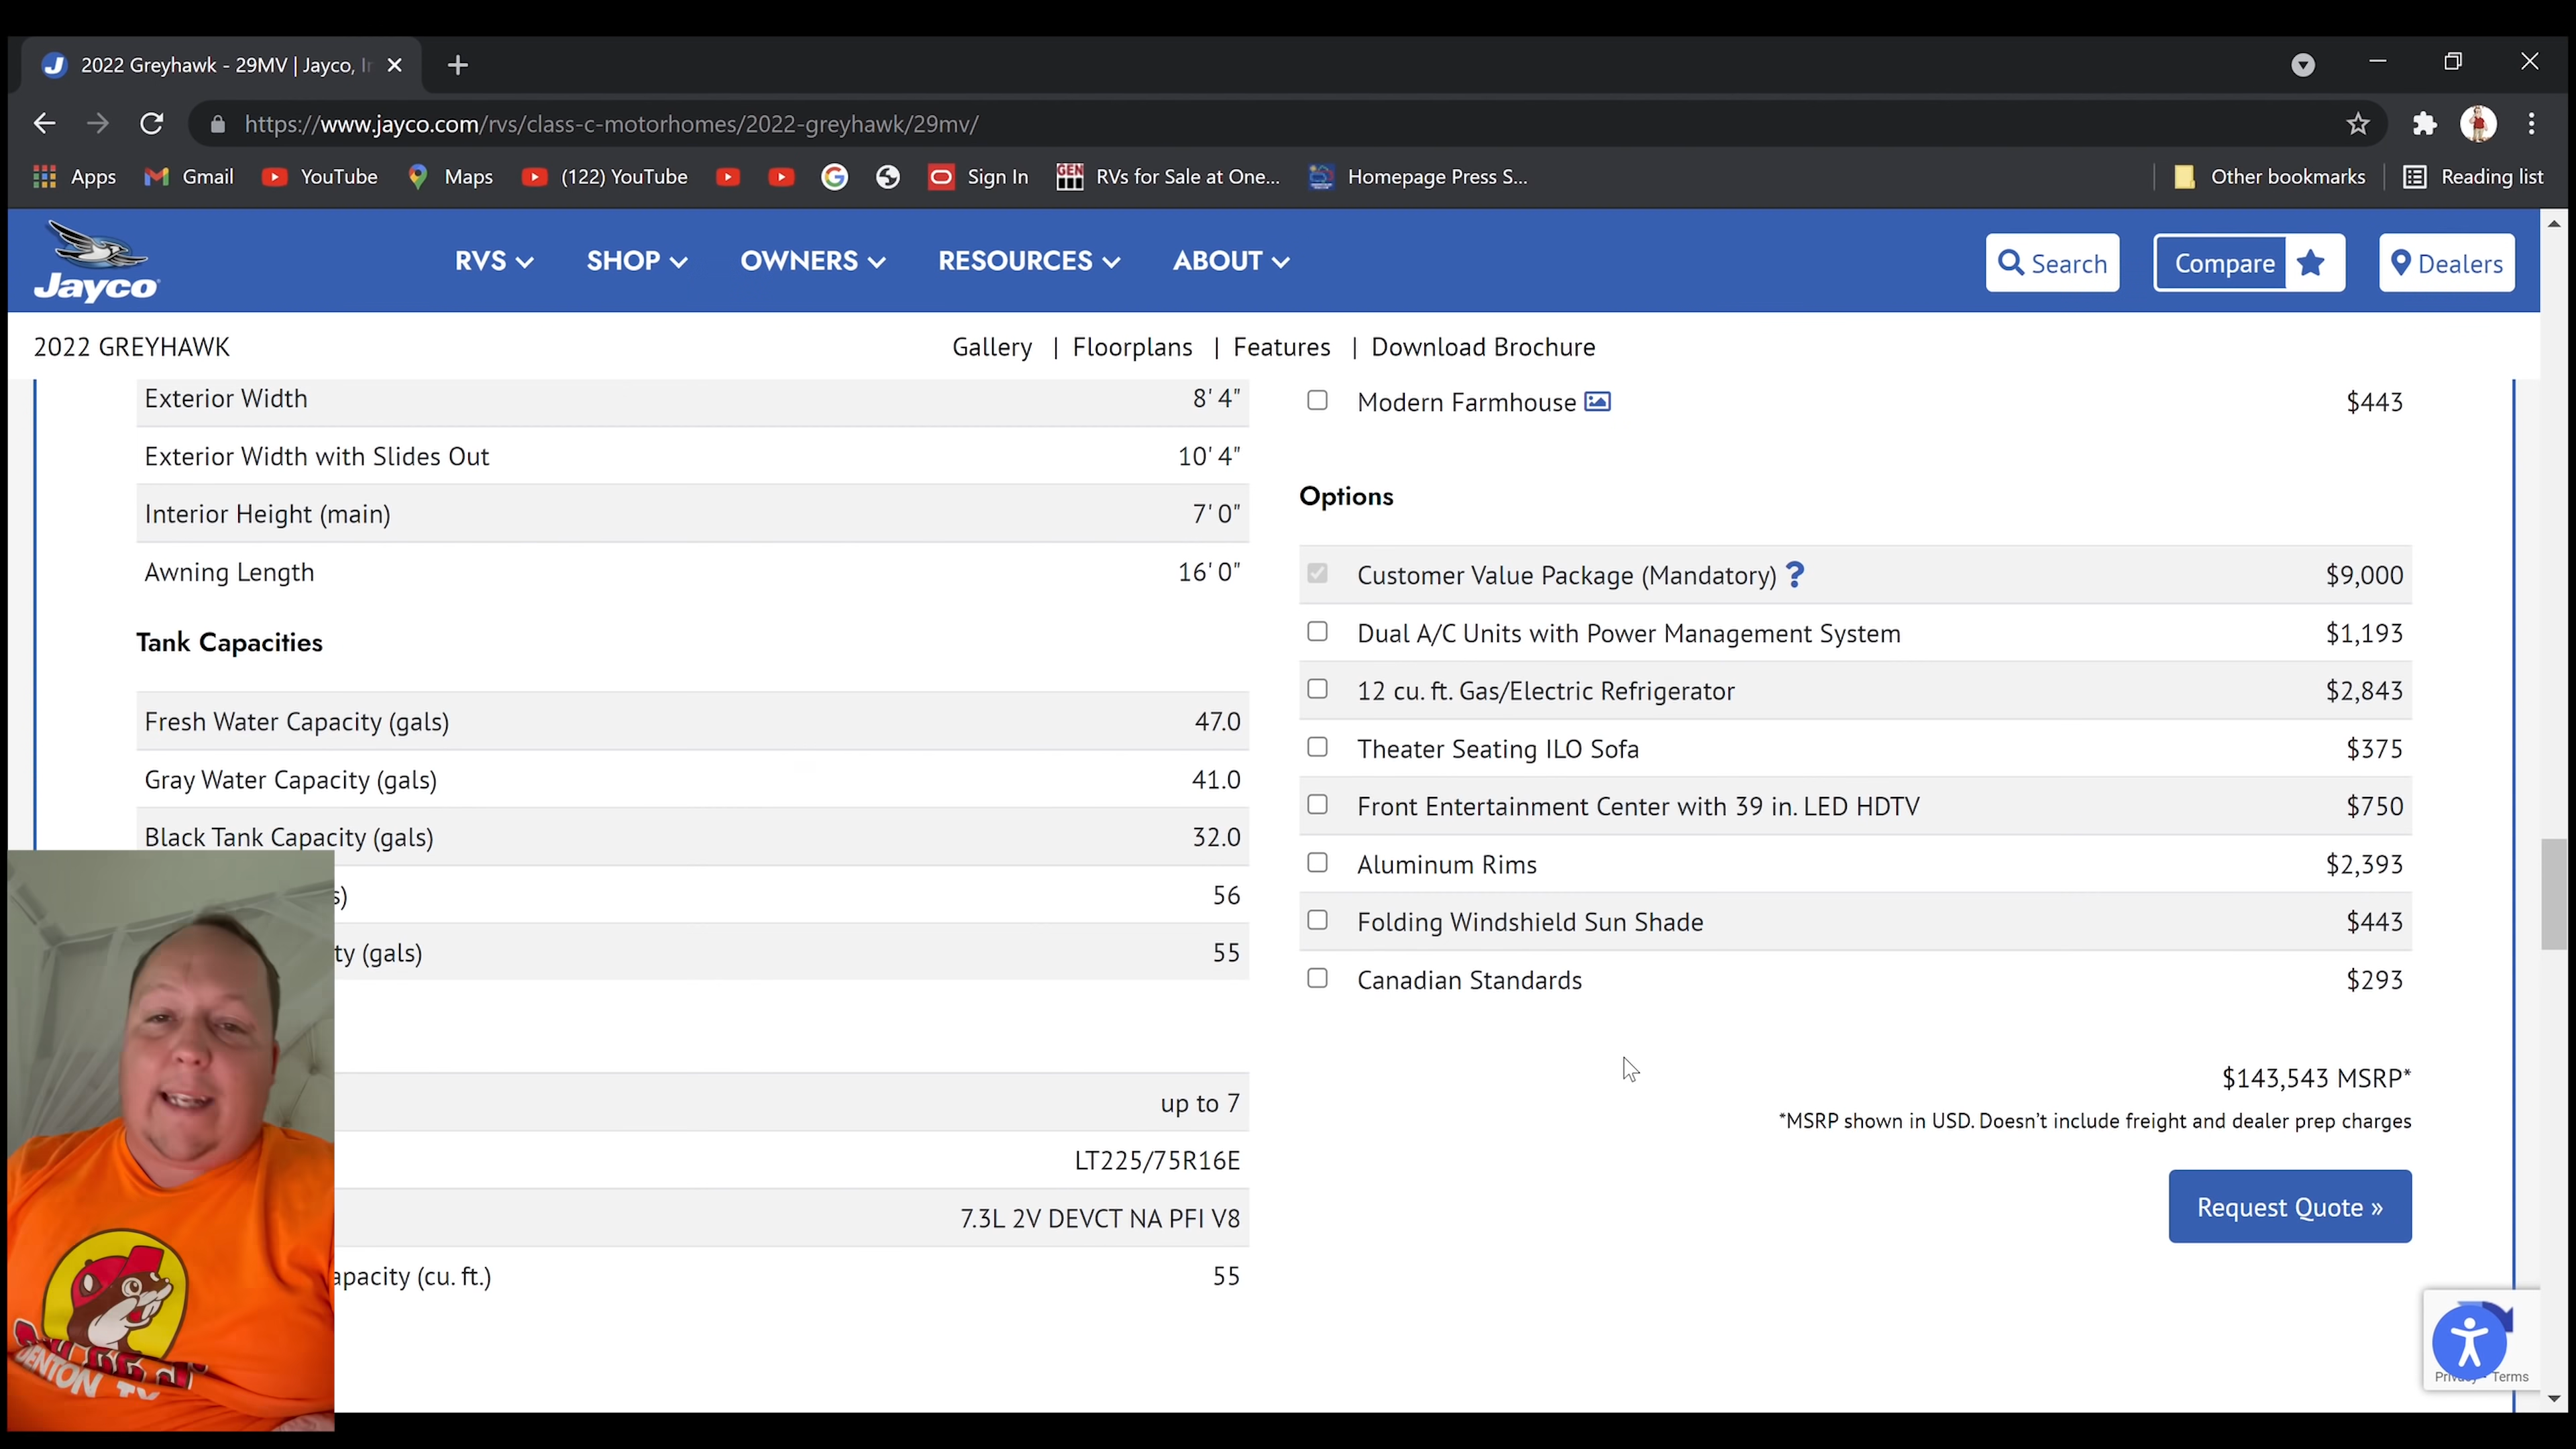 2022 Greyhawk - 29MV | Jayco, In
https://www.jayco.com/rvs/class-c-motorhomes/2022-greyhawk/29mv/
Apps Gmail YouTube Maps (122) YouTube Sign In GEN RVs for Sale at One... Homepage Press S... Other bookmarks Reading list
Jayco
RVS SHOP OWNERS RESOURCES ABOUT Search Compare Dealers
2022 GREYHAWK
Gallery | Floorplans | Features | Download Brochure
Exterior Width 8' 4"
Exterior Width with Slides Out 10' 4"
Interior Height (main) 7' 0"
Awning Length 16' 0"
Tank Capacities
Fresh Water Capacity (gals) 47.0
Gray Water Capacity (gals) 41.0
Black Tank Capacity (gals) 32.0
s) 56
ty (gals) 55
up to 7
LT225/75R16E
7.3L 2V DEVCT NA PFI V8
apacity (cu. ft.) 55
Modern Farmhouse $443
Options
Customer Value Package (Mandatory) ? $9,000
Dual A/C Units with Power Management System $1,193
12 cu. ft. Gas/Electric Refrigerator $2,843
Theater Seating ILO Sofa $375
Front Entertainment Center with 39 in. LED HDTV $750
Aluminum Rims $2,393
Folding Windshield Sun Shade $443
Canadian Standards $293
$143,543 MSRP*
*MSRP shown in USD. Doesn't include freight and dealer prep charges
Request Quote »
Privacy - Terms
DENTON, TX